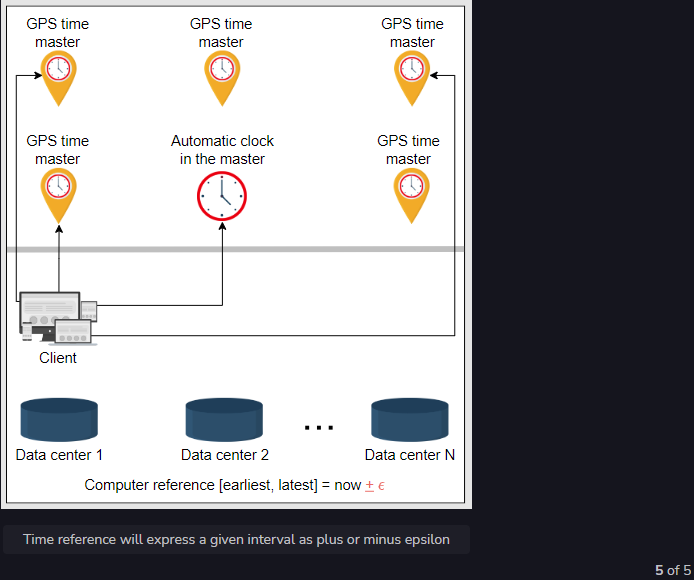 GPS time
master
GPS time
master
GPS time
master
GPS time
master
Automatic clock
in the master
GPS time
master
Client
Data center 1
Data center 2
...
Data center N
Computer reference [earliest, latest] = now ± ϵ
Time reference will express a given interval as plus or minus epsilon
5 of 5